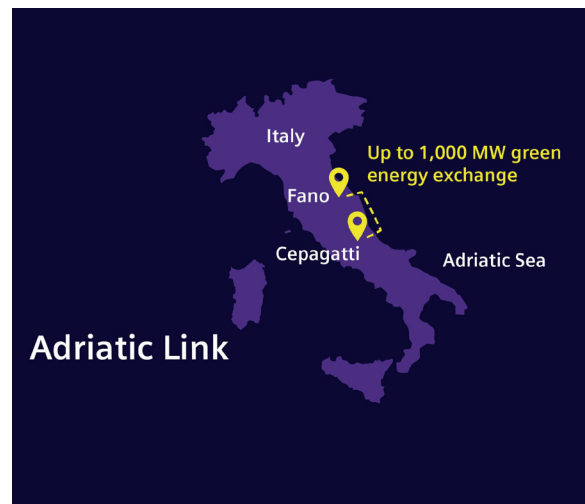 Italy
Up to 1,000 MW green
energy exchange
Fano
Cepagatti
Adriatic Sea
Adriatic Link